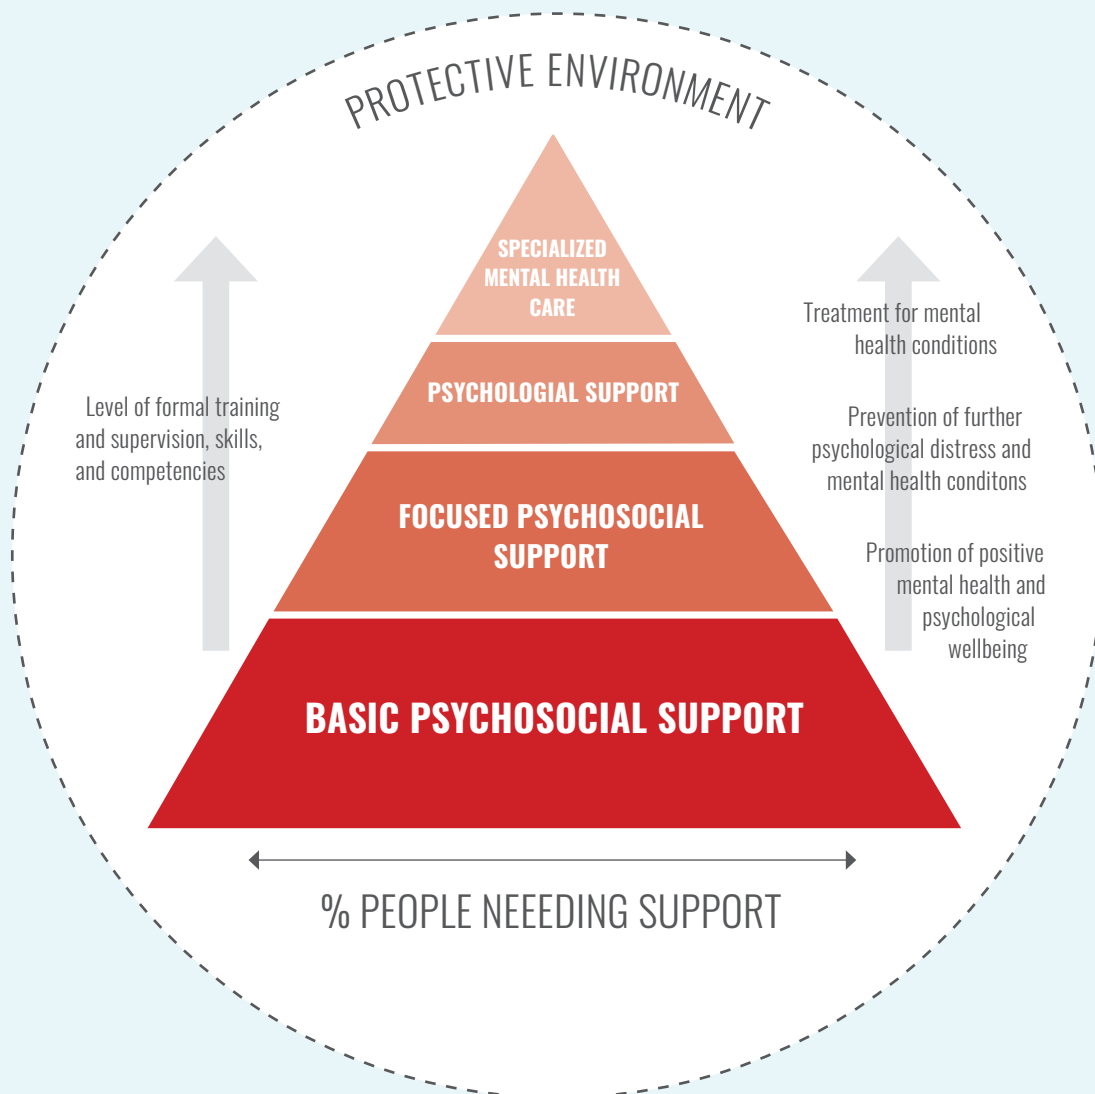 PROTECTIVE ENVIRONMENT
SPECIALIZED
MENTAL HEALTH
CARE
PSYCHOLOGIAL SUPPORT
FOCUSED PSYCHOSOCIAL
SUPPORT
BASIC PSYCHOSOCIAL SUPPORT
Level of formal training
and supervision, skills,
and competencies
Treatment for mental
health conditions
Prevention of further
psychological distress and
mental health conditons
Promotion of positive
mental health and
psychological
wellbeing
% PEOPLE NEEEDING SUPPORT